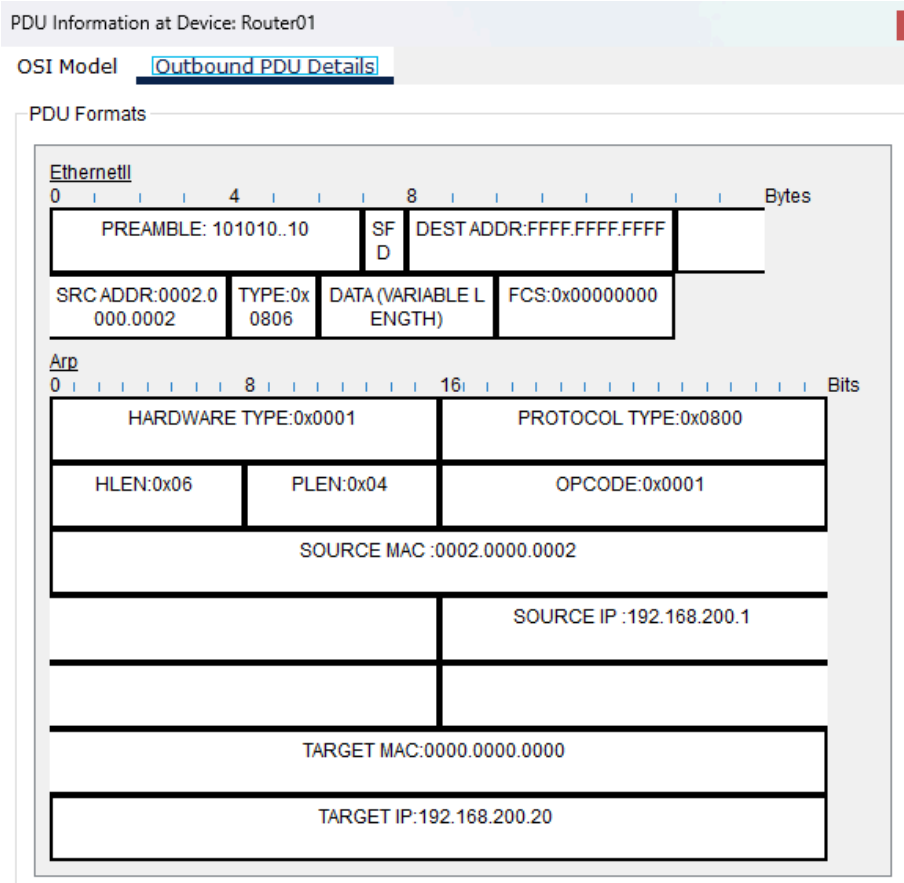 PDU Information at Device: Router01
OSI Model Outbound PDU Details
PDU Formats
EthernetII
0 4 8 Bytes
PREAMBLE: 101010..10 SF DEST ADDR:FFFF.FFFF.FFFF
D
SRC ADDR:0002.0 TYPE:0x DATA (VARIABLE L FCS:0x00000000
000.0002 0806 ENGTH)
Arp
0 8 16 Bits
HARDWARE TYPE:0x0001 PROTOCOL TYPE:0x0800
HLEN:0x06 PLEN:0x04 OPCODE:0x0001
SOURCE MAC :0002.0000.0002
SOURCE IP :192.168.200.1
TARGET MAC:0000.0000.0000
TARGET IP:192.168.200.20